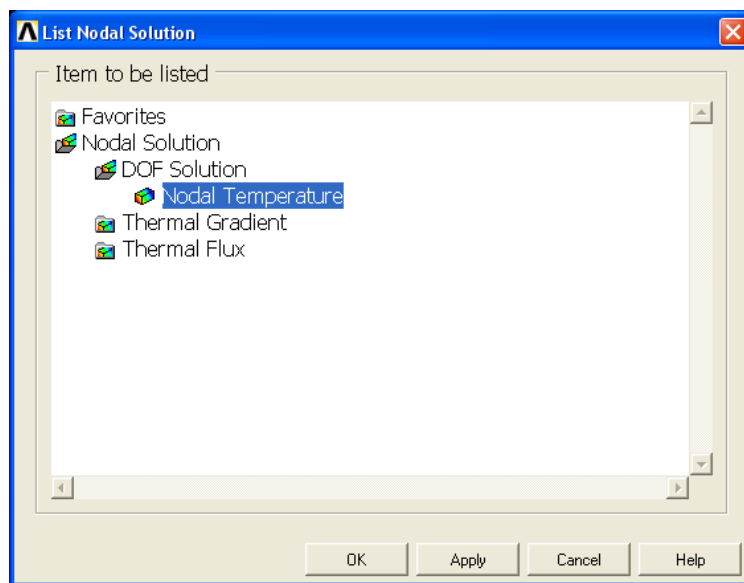 List Nodal Solution
Item to be listed
Favorites
Nodal Solution
DOF Solution
Nodal Temperature
Thermal Gradient
Thermal Flux
OK Apply Cancel Help